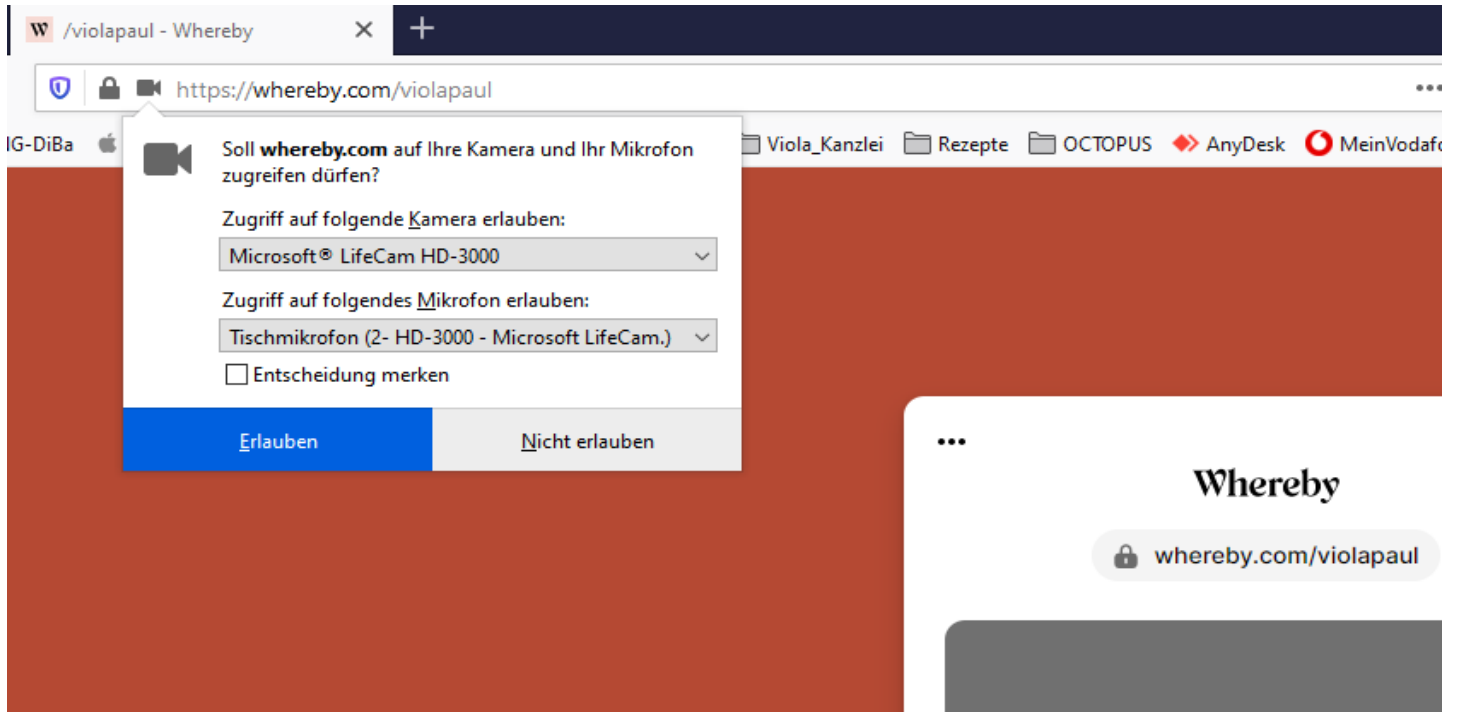 W /violapaul - Whereby
https://whereby.com/violapaul
IG-DiBa
Viola_Kanzlei
Rezepte
OCTOPUS
AnyDesk
Soll whereby.com auf Ihre Kamera und Ihr Mikrofon
zugreifen dürfen?
Zugriff auf folgende Kamera erlauben:
Microsoft® LifeCam HD-3000
Zugriff auf folgendes Mikrofon erlauben:
Tischmikrofon (2- HD-3000 - Microsoft LifeCam.)
Entscheidung merken
Erlauben
Nicht erlauben
Whereby
whereby.com/violapaul